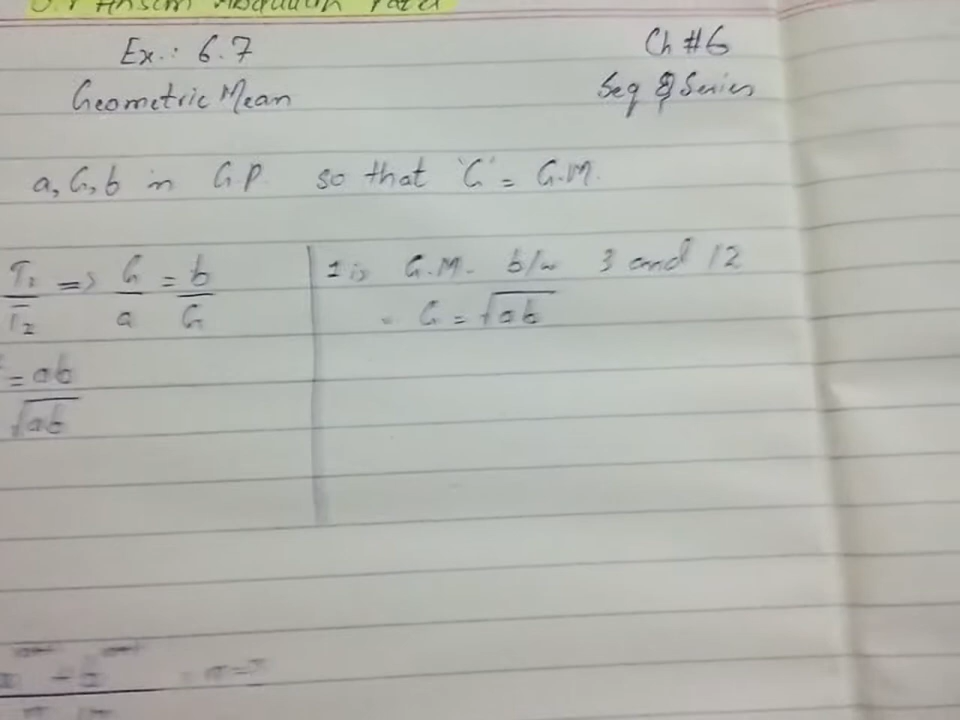 Ex.: 6.7
Ch #6
Geometric Mean
Seq & Series
a, G, b in G.P. so that 'G' = G.M.
T₁/T₂ => G/a = b/G
= ab
√ab
1 is G.M. b/w 3 and 12
= G = √ab